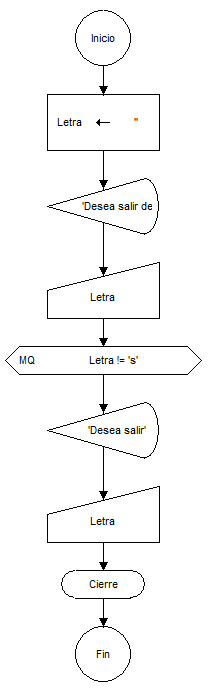 Inicio
Letra ← ''
'Desea salir de
Letra
MQ Letra != 's'
'Desea salir'
Letra
Cierre
Fin